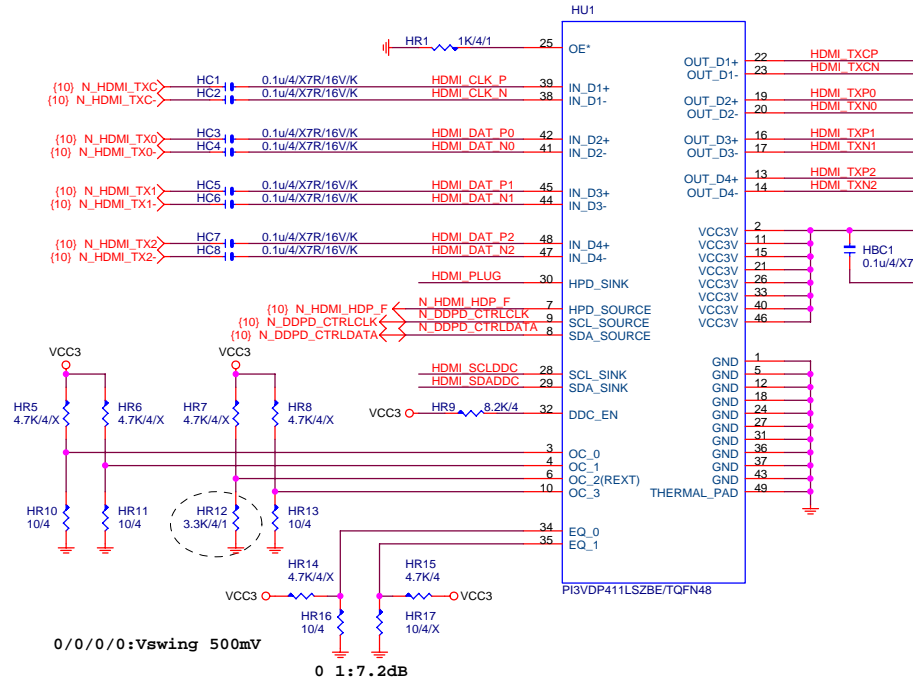 HU1
HR1 1K/4/1 25 OE*
22 OUT_D1+ HDMI_TXCP
23 OUT_D1- HDMI_TXCN
{10} N_HDMI_TXC HC1 0.1u/4/X7R/16V/K HDMI_CLK_P 39 IN_D1+
{10} N_HDMI_TXC- HC2 0.1u/4/X7R/16V/K HDMI_CLK_N 38 IN_D1-
OUT_D2+ 19 HDMI_TXP0
OUT_D2- 20 HDMI_TXN0
{10} N_HDMI_TX0 HC3 0.1u/4/X7R/16V/K HDMI_DAT_P0 42 IN_D2+
{10} N_HDMI_TX0- HC4 0.1u/4/X7R/16V/K HDMI_DAT_N0 41 IN_D2-
OUT_D3+ 16 HDMI_TXP1
OUT_D3- 17 HDMI_TXN1
{10} N_HDMI_TX1 HC5 0.1u/4/X7R/16V/K HDMI_DAT_P1 45 IN_D3+
{10} N_HDMI_TX1- HC6 0.1u/4/X7R/16V/K HDMI_DAT_N1 44 IN_D3-
OUT_D4+ 13 HDMI_TXP2
OUT_D4- 14 HDMI_TXN2
{10} N_HDMI_TX2 HC7 0.1u/4/X7R/16V/K HDMI_DAT_P2 48 IN_D4+
{10} N_HDMI_TX2- HC8 0.1u/4/X7R/16V/K HDMI_DAT_N2 47 IN_D4-
VCC3V 2
VCC3V 11
VCC3V 15
VCC3V 21
VCC3V 26
VCC3V 33
VCC3V 40
VCC3V 46
HBC1
0.1u/4/X7
HDMI_PLUG 30 HPD_SINK
{10} N_HDMI_HDP_F N_HDMI_HDP_F 7 HPD_SOURCE
{10} N_DDPD_CTRLCLK N_DDPD_CTRLCLK 9 SCL_SOURCE
{10} N_DDPD_CTRLDATA N_DDPD_CTRLDATA 8 SDA_SOURCE
HDMI_SCLDDC 28 SCL_SINK
HDMI_SDADDC 29 SDA_SINK
VCC3 HR9 8.2K/4 32 DDC_EN
GND 1
GND 5
GND 12
GND 18
GND 24
GND 27
GND 31
GND 36
GND 37
GND 43
THERMAL_PAD 49
VCC3 VCC3
HR5 HR6 HR7 HR8
4.7K/4/X 4.7K/4/X 4.7K/4/X 4.7K/4/X
3 OC_0
4 OC_1
6 OC_2(REXT)
10 OC_3
HR10 HR11 HR12 HR13
10/4 10/4 3.3K/4/1 10/4
34 EQ_0
35 EQ_1
HR14 HR15
4.7K/4/X 4.7K/4
VCC3 VCC3
HR16 HR17
10/4 10/4/X
PI3VDP411LSZBE/TQFN48
0/0/0/0:Vswing 500mV
0 1:7.2dB